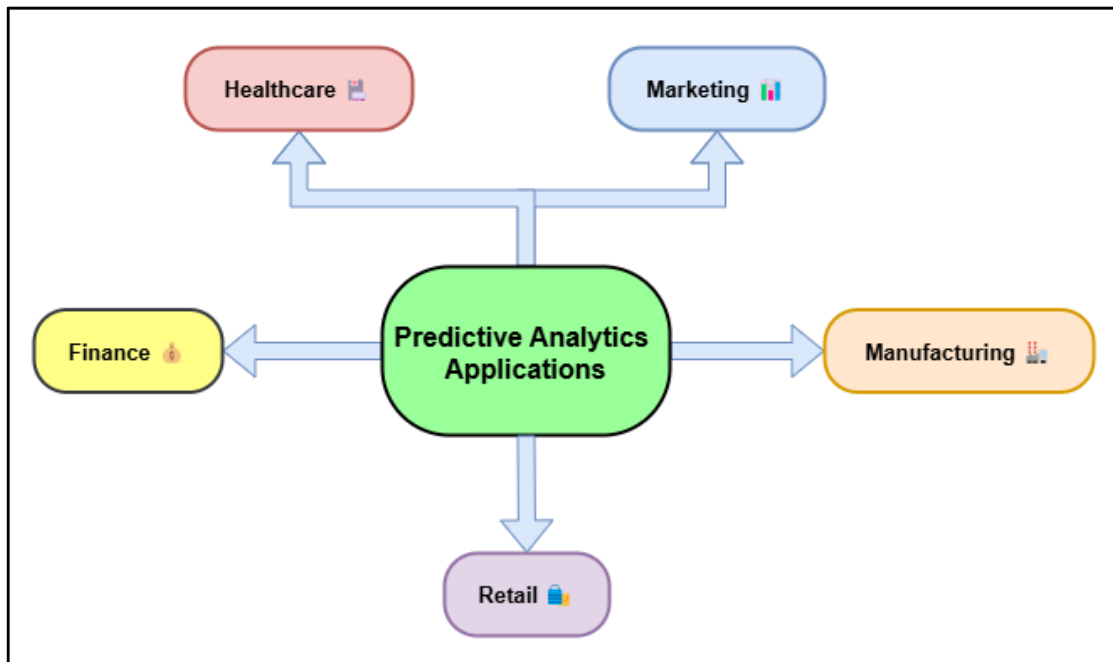 Healthcare
Marketing
Predictive Analytics
Applications
Finance
Manufacturing
Retail